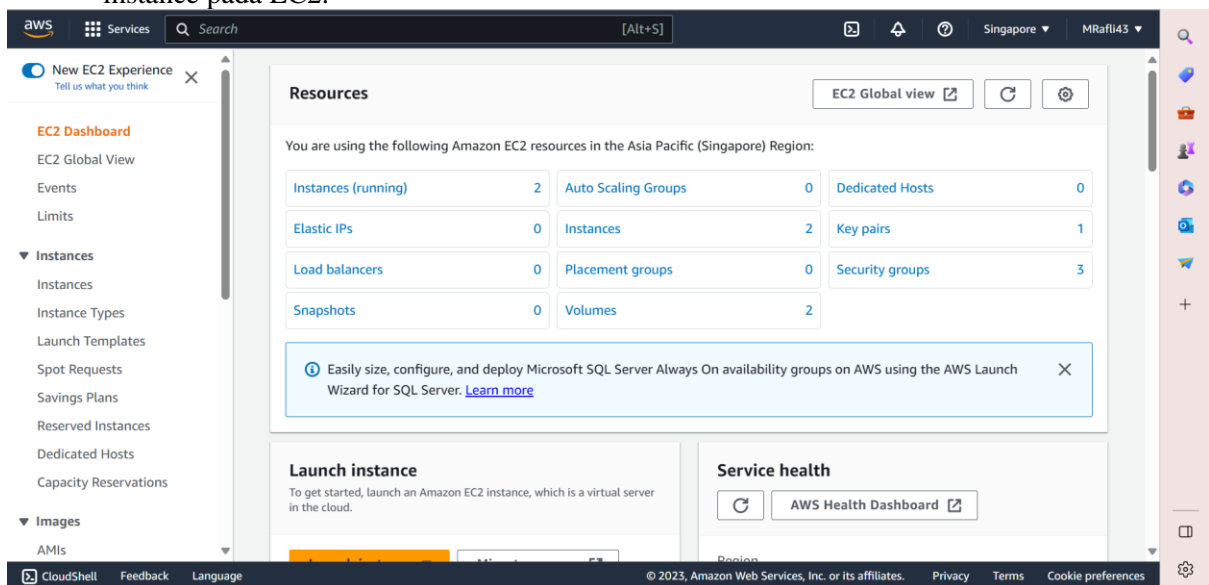 instance pada EC2.
aws Services Search [Alt+S] Singapore ▼ MRafli43 ▼
New EC2 Experience
Tell us what you think
EC2 Dashboard
EC2 Global View
Events
Limits
▼ Instances
Instances
Instance Types
Launch Templates
Spot Requests
Savings Plans
Reserved Instances
Dedicated Hosts
Capacity Reservations
▼ Images
AMIs
Resources
EC2 Global view
You are using the following Amazon EC2 resources in the Asia Pacific (Singapore) Region:
Instances (running) 2 Auto Scaling Groups 0 Dedicated Hosts 0
Elastic IPs 0 Instances 2 Key pairs 1
Load balancers 0 Placement groups 0 Security groups 3
Snapshots 0 Volumes 2
Easily size, configure, and deploy Microsoft SQL Server Always On availability groups on AWS using the AWS Launch
Wizard for SQL Server. Learn more
Launch instance
To get started, launch an Amazon EC2 instance, which is a virtual server
in the cloud.
Service health
AWS Health Dashboard
Region
CloudShell Feedback Language © 2023, Amazon Web Services, Inc. or its affiliates. Privacy Terms Cookie preferences